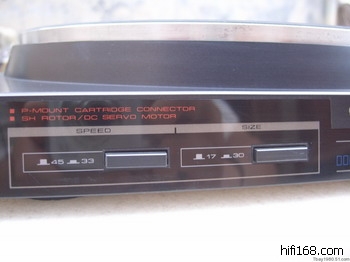 P-MOUNT CARTRIDGE CONNECTOR
SH ROTOR/DC SERVO MOTOR
SPEED
SIZE
45 33
17 30
hifi168.com